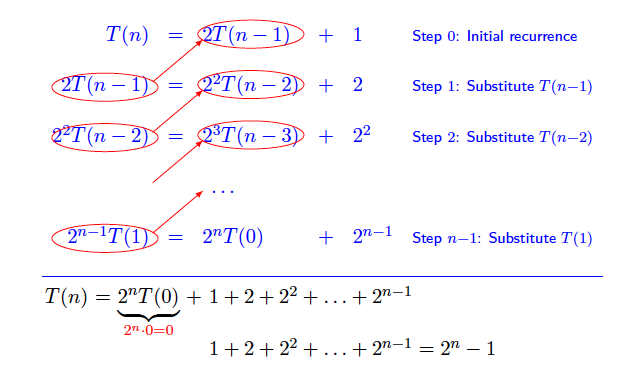 T(n) = 2T(n − 1) + 1 Step 0: Initial recurrence
2T(n − 1) = 2²T(n − 2) + 2 Step 1: Substitute T(n−1)
2²T(n − 2) = 2³T(n − 3) + 2² Step 2: Substitute T(n−2)
...
2ⁿ⁻¹T(1) = 2ⁿT(0) + 2ⁿ⁻¹ Step n−1: Substitute T(1)
T(n) = 2ⁿT(0) + 1 + 2 + 2² + ... + 2ⁿ⁻¹
2ⁿ·0=0
1 + 2 + 2² + ... + 2ⁿ⁻¹ = 2ⁿ − 1